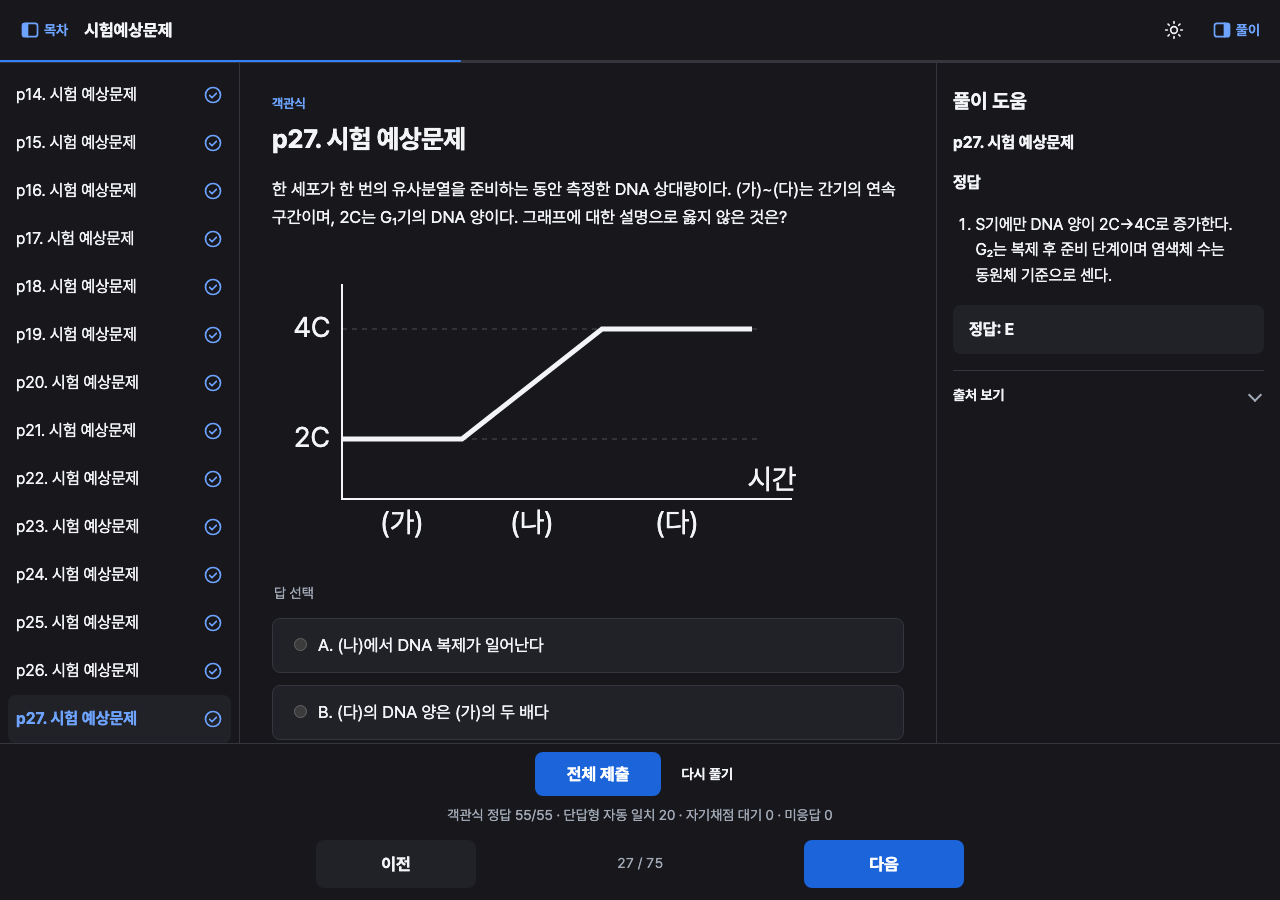 목차
시험예상문제
풀이
p14. 시험 예상문제
p15. 시험 예상문제
p16. 시험 예상문제
p17. 시험 예상문제
p18. 시험 예상문제
p19. 시험 예상문제
p20. 시험 예상문제
p21. 시험 예상문제
p22. 시험 예상문제
p23. 시험 예상문제
p24. 시험 예상문제
p25. 시험 예상문제
p26. 시험 예상문제
p27. 시험 예상문제
객관식
p27. 시험 예상문제
한 세포가 한 번의 유사분열을 준비하는 동안 측정한 DNA 상대량이다. (가)~(다)는 간기의 연속
구간이며, 2C는 G₁기의 DNA 양이다. 그래프에 대한 설명으로 옳지 않은 것은?
4C
2C
시간
(가) (나) (다)
답 선택
A. (나)에서 DNA 복제가 일어난다
B. (다)의 DNA 양은 (가)의 두 배다
풀이 도움
p27. 시험 예상문제
정답
1. S기에만 DNA 양이 2C→4C로 증가한다.
G₂는 복제 후 준비 단계이며 염색체 수는
동원체 기준으로 센다.
정답: E
출처 보기
전체 제출
다시 풀기
객관식 정답 55/55 · 단답형 자동 일치 20 · 자기채점 대기 0 · 미응답 0
이전
27 / 75
다음